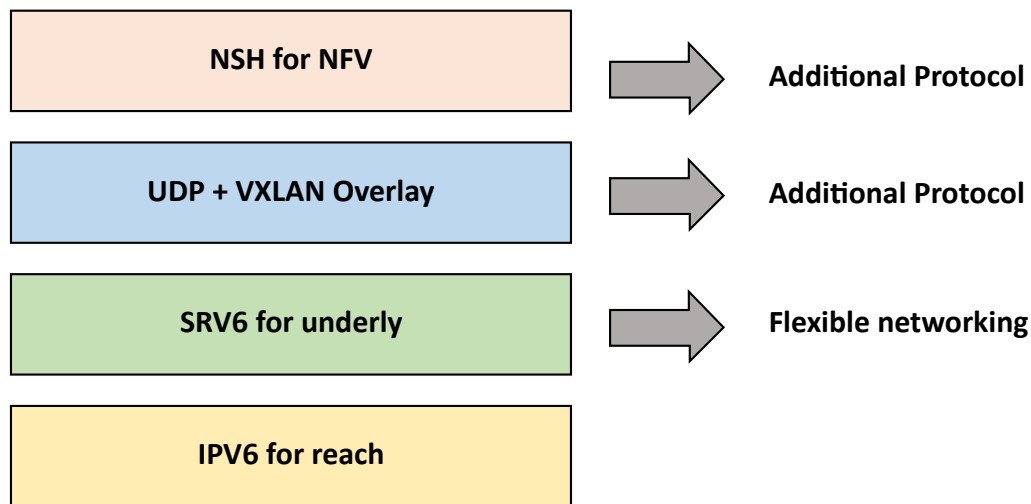 NSH for NFV
Additional Protocol
UDP + VXLAN Overlay
Additional Protocol
SRV6 for underly
Flexible networking
IPV6 for reach